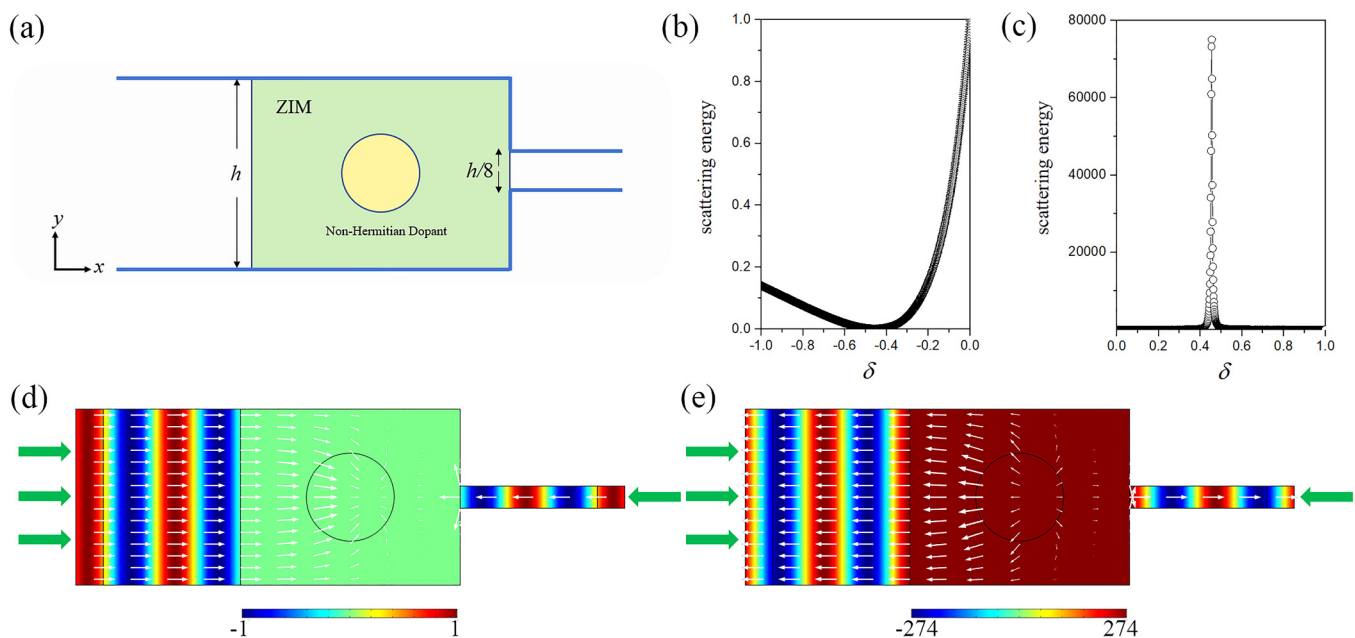 (a)
ZIM
h
h/8
Non-Hermitian Dopant
y
x
(b)
scattering energy
1.0
0.8
0.6
0.4
0.2
0.0
-1.0 -0.8 -0.6 -0.4 -0.2 0.0
δ
(c)
scattering energy
80000
60000
40000
20000
0.0 0.2 0.4 0.6 0.8 1.0
δ
(d)
-1 1
(e)
-274 274